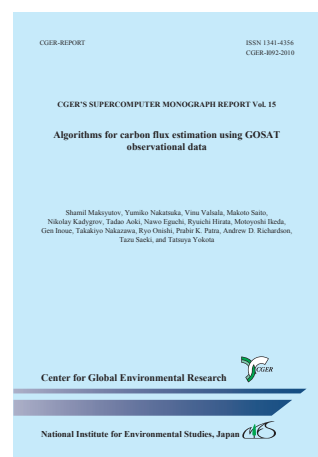 CGER-REPORT
ISSN 1341-4356
CGER-I092-2010
CGER'S SUPERCOMPUTER MONOGRAPH REPORT Vol. 15
Algorithms for carbon flux estimation using GOSAT
observational data
Shamil Maksyutov, Yumiko Nakatsuka, Vinu Valsala, Makoto Saito,
Nikolay Kadygrov, Tadao Aoki, Nawo Eguchi, Ryuichi Hirata, Motoyoshi Ikeda,
Gen Inoue, Takakiyo Nakazawa, Ryo Onishi, Prabir K. Patra, Andrew D. Richardson,
Tazu Saeki, and Tatsuya Yokota
Center for Global Environmental Research
CGER
National Institute for Environmental Studies, Japan